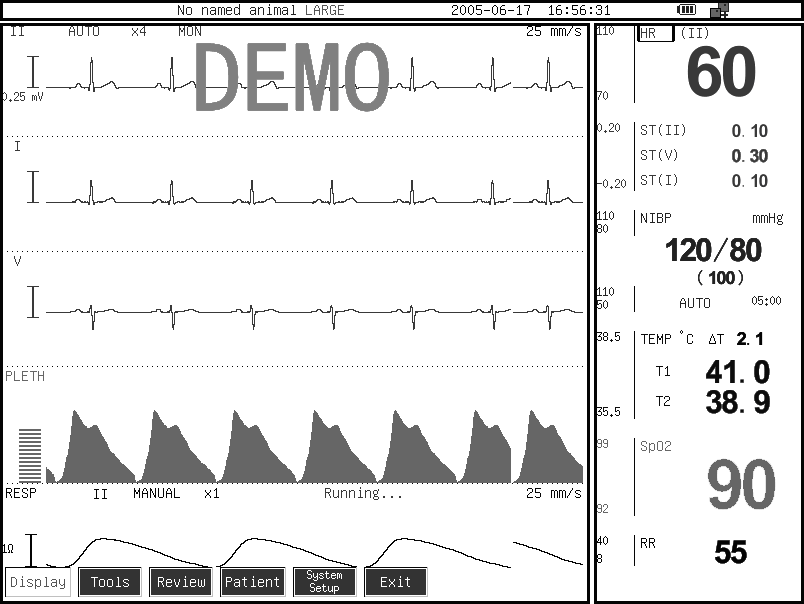 No named animal LARGE 2005-06-17 16:56:31
II AUTO x4 MON 25 mm/s
DEMO
0.25 mV
I
V
PLETH
RESP II MANUAL x1 Running... 25 mm/s
1Ω
Display Tools Review Patient System Setup Exit
110 HR (II)
60
70
0.20 ST(II) 0.10
ST(V) 0.30
-0.20 ST(I) 0.10
110 NIBP mmHg
80
120/80
(100)
110
50 AUTO 05:00
38.5 TEMP °C ΔT 2.1
T1 41.0
T2 38.9
35.5
99 SpO2
90
92
40 RR
8 55